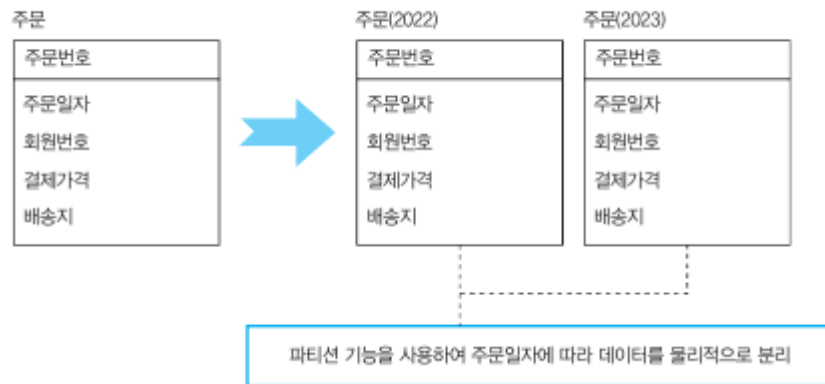 주문
주문번호
주문일자
회원번호
결제가격
배송지
주문(2022)
주문번호
주문일자
회원번호
결제가격
배송지
주문(2023)
주문번호
주문일자
회원번호
결제가격
배송지
파티션 기능을 사용하여 주문일자에 따라 데이터를 물리적으로 분리